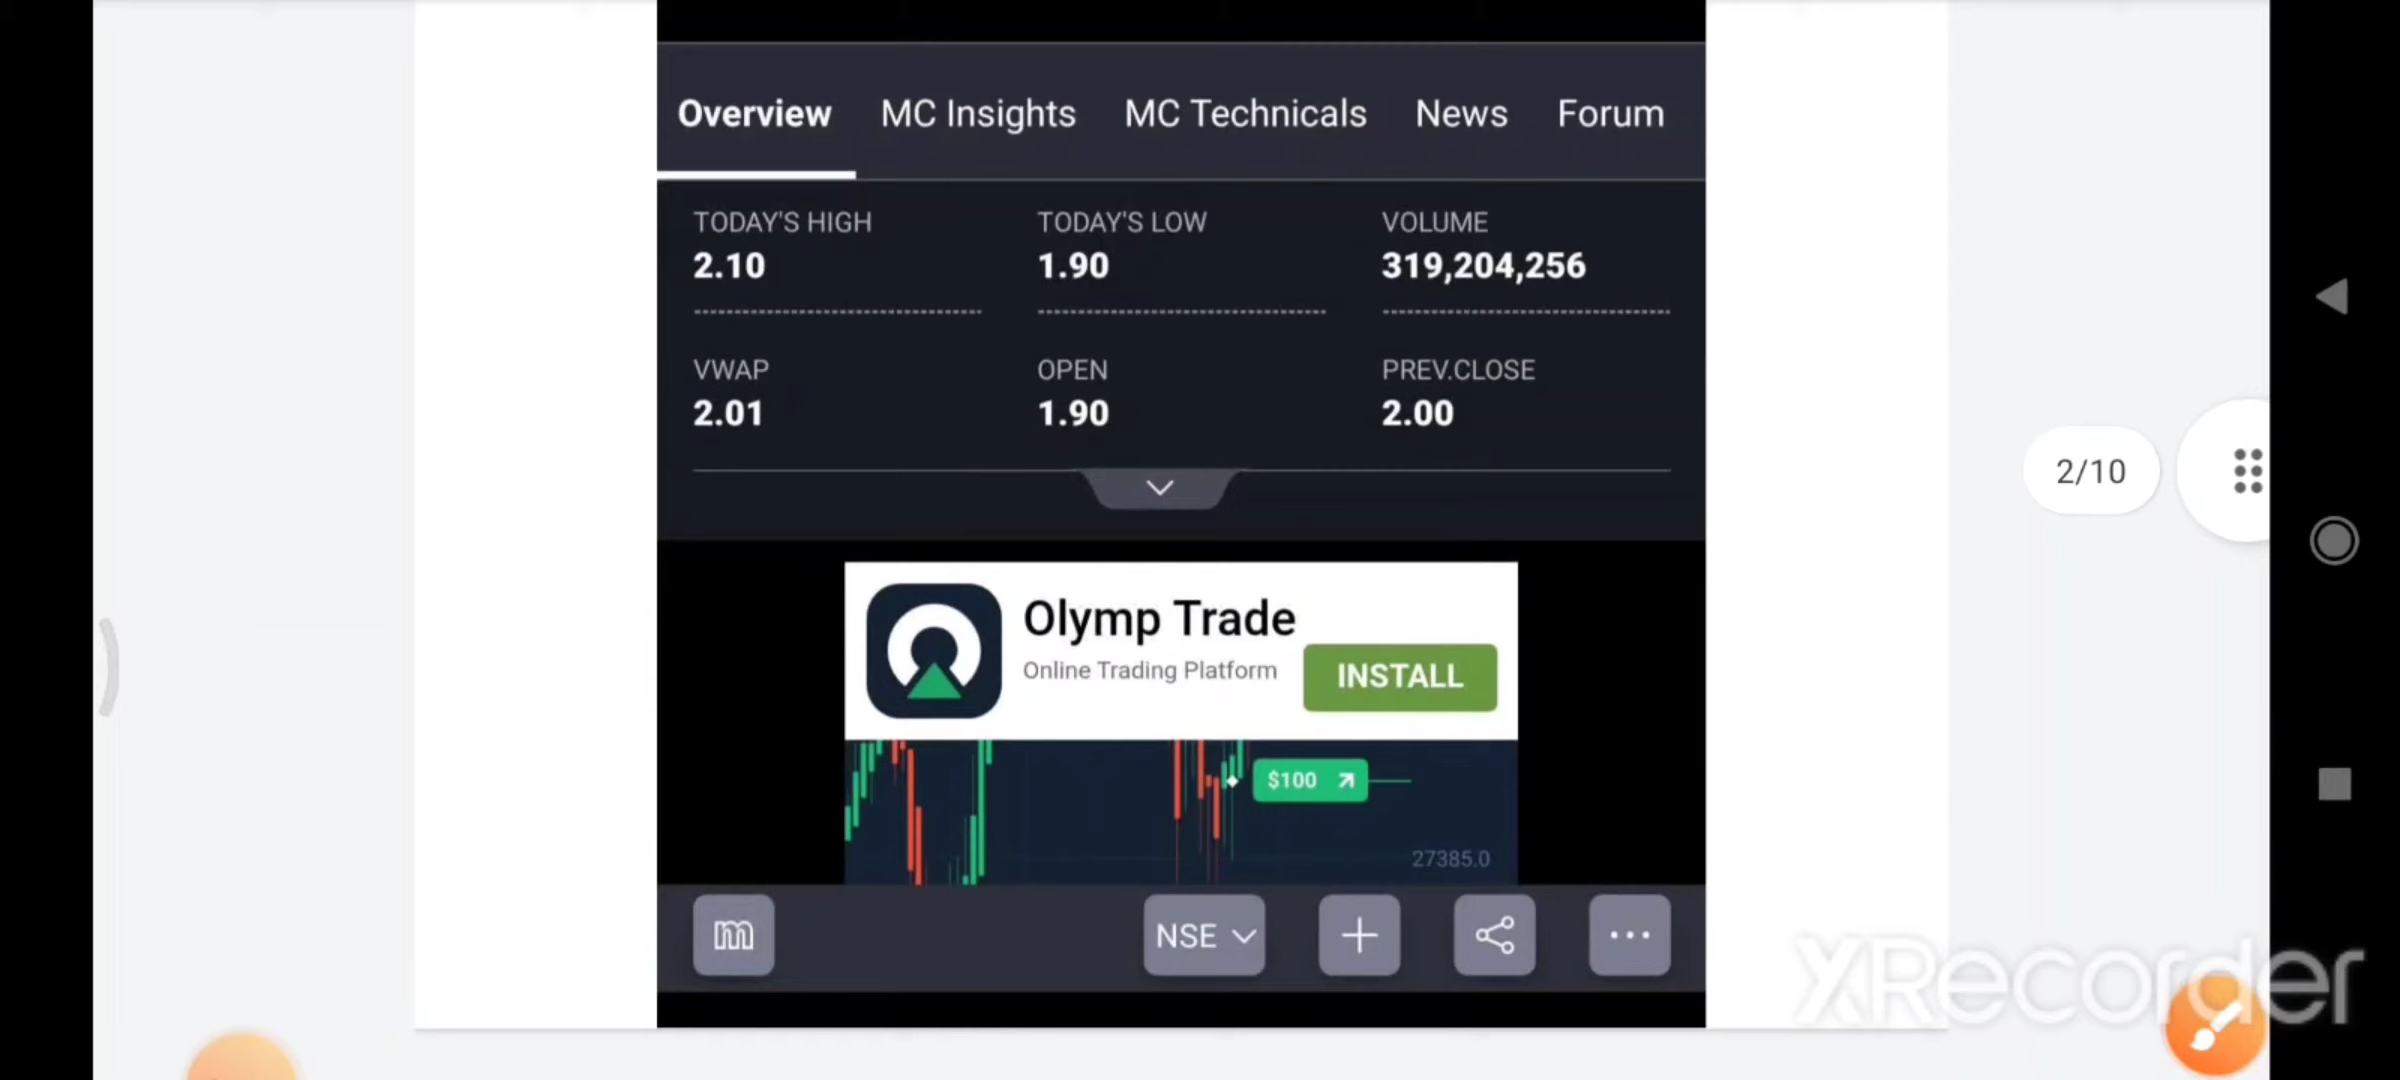 Overview MC Insights MC Technicals News Forum
TODAY'S HIGH TODAY'S LOW VOLUME
2.10 1.90 319,204,256
VWAP OPEN PREV.CLOSE
2.01 1.90 2.00
2/10
Olymp Trade
Online Trading Platform INSTALL
$100
27385.0
m NSE
XRecorder